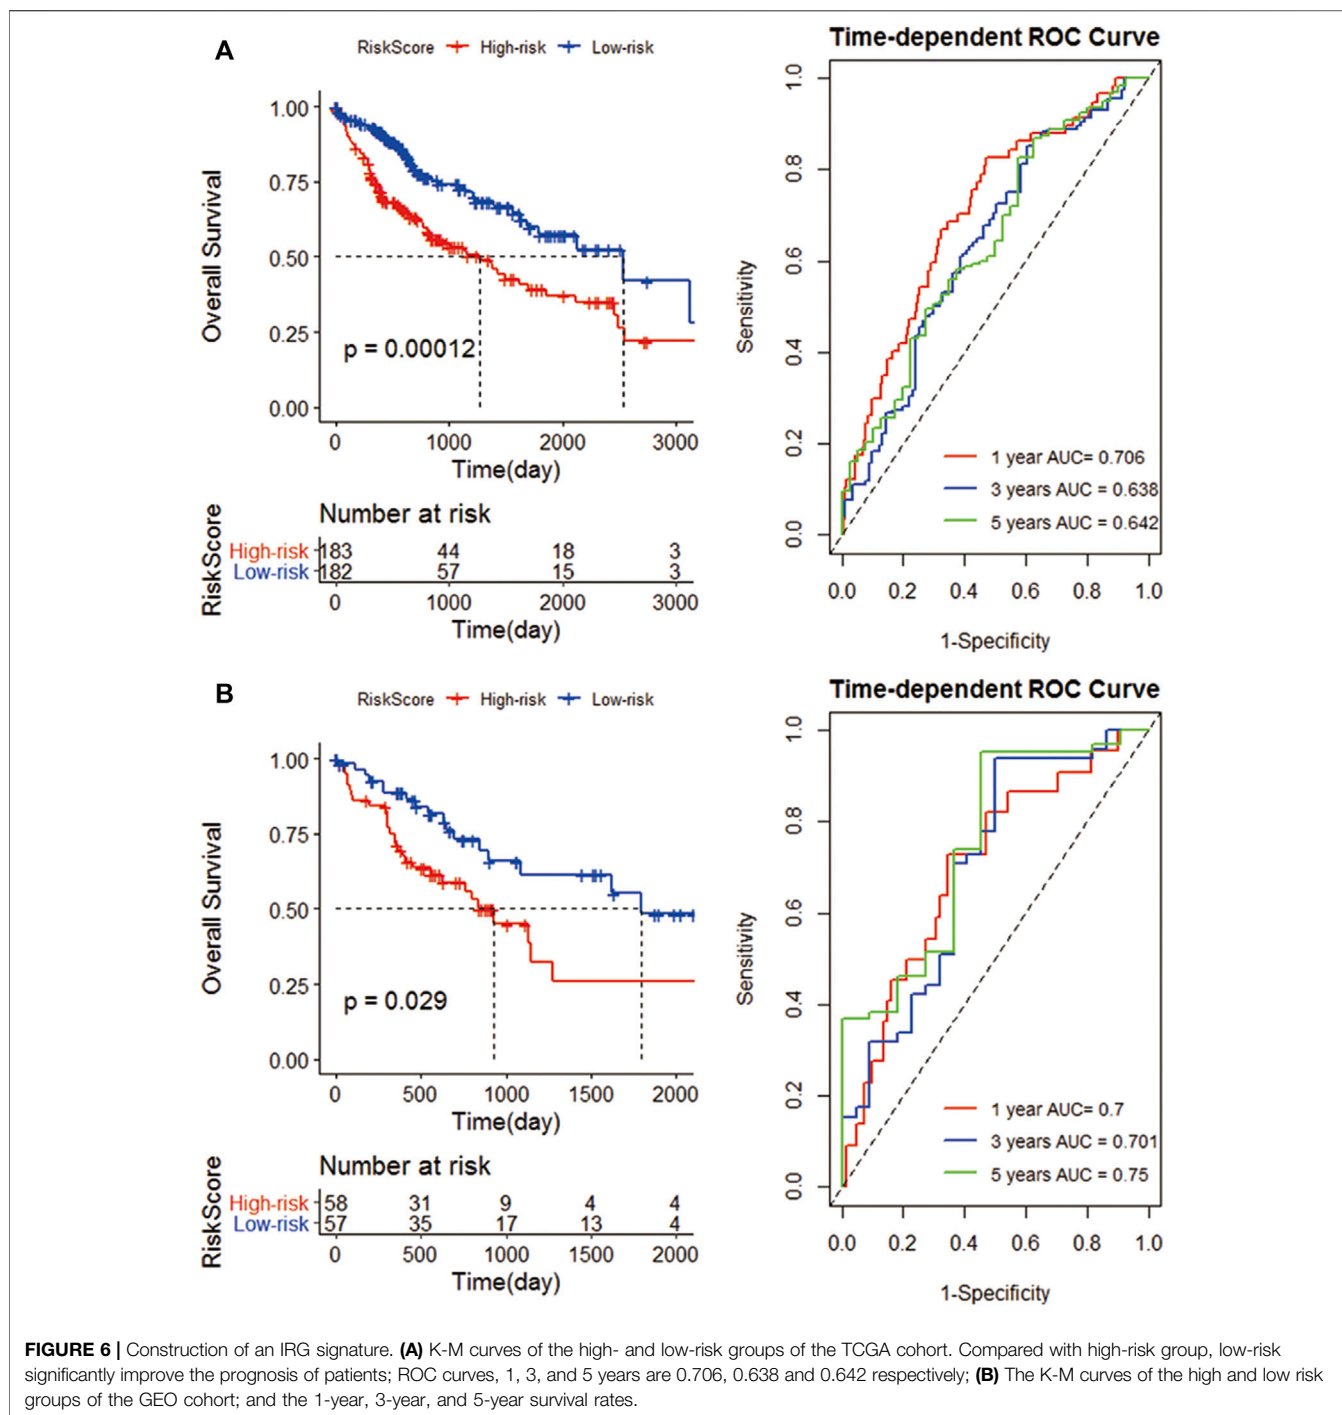 A
RiskScore High-risk Low-risk
Overall Survival
1.00
0.75
0.50
0.25
0.00
p = 0.00012
0 1000 2000 3000
Time(day)
Number at risk
RiskScore
High-risk 183 44 18 3
Low-risk 182 57 15 3
0 1000 2000 3000
Time(day)
Time-dependent ROC Curve
Sensitivity
1.0
0.8
0.6
0.4
0.2
0.0
1 year AUC= 0.706
3 years AUC = 0.638
5 years AUC = 0.642
0.0 0.2 0.4 0.6 0.8 1.0
1-Specificity
B
RiskScore High-risk Low-risk
Overall Survival
1.00
0.75
0.50
0.25
0.00
p = 0.029
0 500 1000 1500 2000
Time(day)
Number at risk
RiskScore
High-risk 58 31 9 4 4
Low-risk 57 35 17 13 4
0 500 1000 1500 2000
Time(day)
Time-dependent ROC Curve
Sensitivity
1.0
0.8
0.6
0.4
0.2
0.0
1 year AUC= 0.7
3 years AUC = 0.701
5 years AUC = 0.75
0.0 0.2 0.4 0.6 0.8 1.0
1-Specificity
FIGURE 6 | Construction of an IRG signature. (A) K-M curves of the high- and low-risk groups of the TCGA cohort. Compared with high-risk group, low-risk
significantly improve the prognosis of patients; ROC curves, 1, 3, and 5 years are 0.706, 0.638 and 0.642 respectively; (B) The K-M curves of the high and low risk
groups of the GEO cohort; and the 1-year, 3-year, and 5-year survival rates.